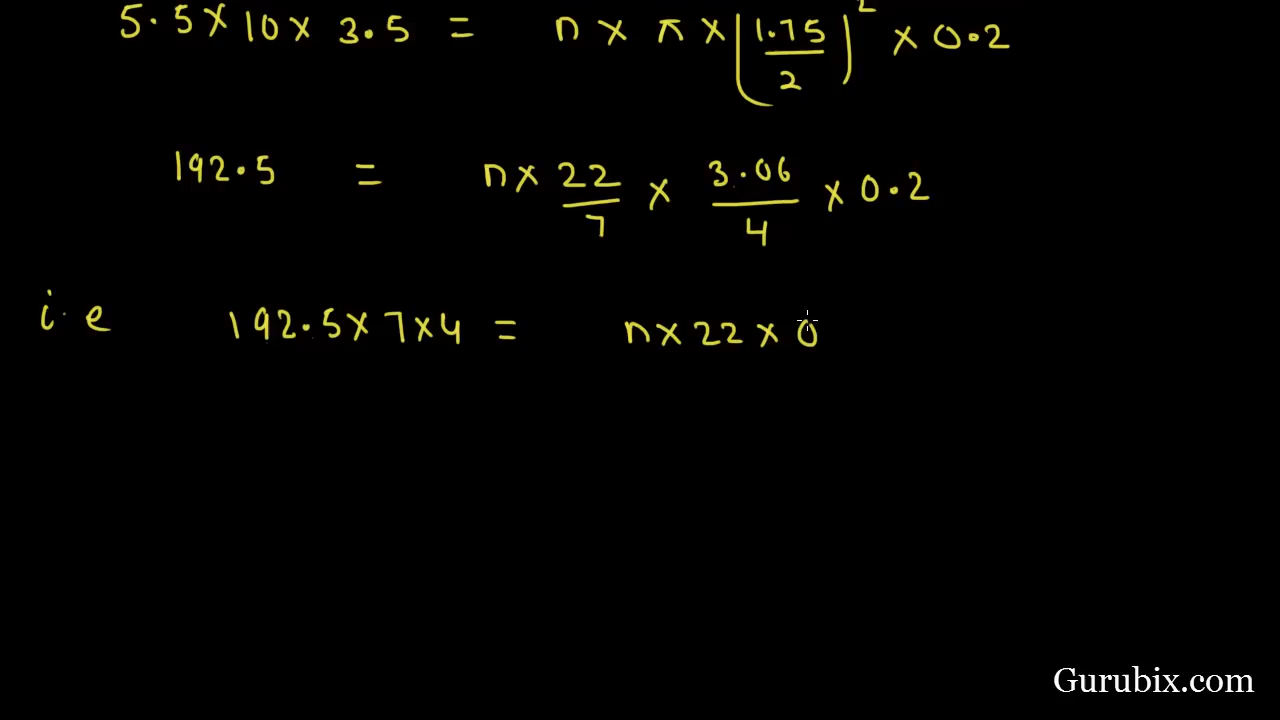 5.5 × 10 × 3.5 = n × π × (1.75/2)² × 0.2
192.5 = n × 22/7 × 3.06/4 × 0.2
i.e 192.5 × 7 × 4 = n × 22 × 0
Gurubix.com